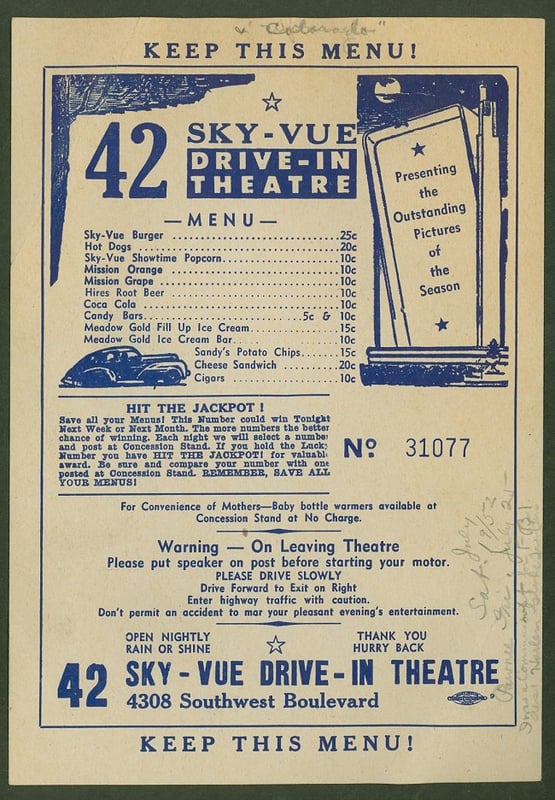 "Colorado"
KEEP THIS MENU!
42 SKY-VUE
DRIVE-IN
THEATRE
—MENU—
Sky-Vue Burger ........ 25c
Hot Dogs ........ 20c
Sky-Vue Showtime Popcorn ........ 10c
Mission Orange ........ 10c
Mission Grape ........ 10c
Hires Root Beer ........ 10c
Coca Cola ........ 10c
Candy Bars ........ 5c & 10c
Meadow Gold Fill Up Ice Cream ........ 15c
Meadow Gold Ice Cream Bar ........ 10c
Sandy's Potato Chips ........ 15c
Cheese Sandwich ........ 20c
Cigars ........ 10c
Presenting
the
Outstanding
Pictures
of
the
Season
HIT THE JACKPOT!
Save all your Menus! This Number could win Tonight
Next Week or Next Month. The more numbers the better
chance of winning. Each night we will select a numbe
and post at Concession Stand. If you hold the Lucky
Number you have HIT THE JACKPOT! for valuabl
award. Be sure and compare your number with one
posted at Concession Stand. REMEMBER, SAVE ALL
YOUR MENUS!
No 31077
For Convenience of Mothers—Baby bottle warmers available at
Concession Stand at No Charge.
Warning — On Leaving Theatre
Please put speaker on post before starting your motor.
PLEASE DRIVE SLOWLY
Drive Forward to Exit on Right
Enter highway traffic with caution.
Don't permit an accident to mar your pleasant evening's entertainment.
OPEN NIGHTLY
RAIN OR SHINE
THANK YOU
HURRY BACK
42 SKY-VUE DRIVE-IN THEATRE
4308 Southwest Boulevard
KEEP THIS MENU!
Sat. July
1952
July 25